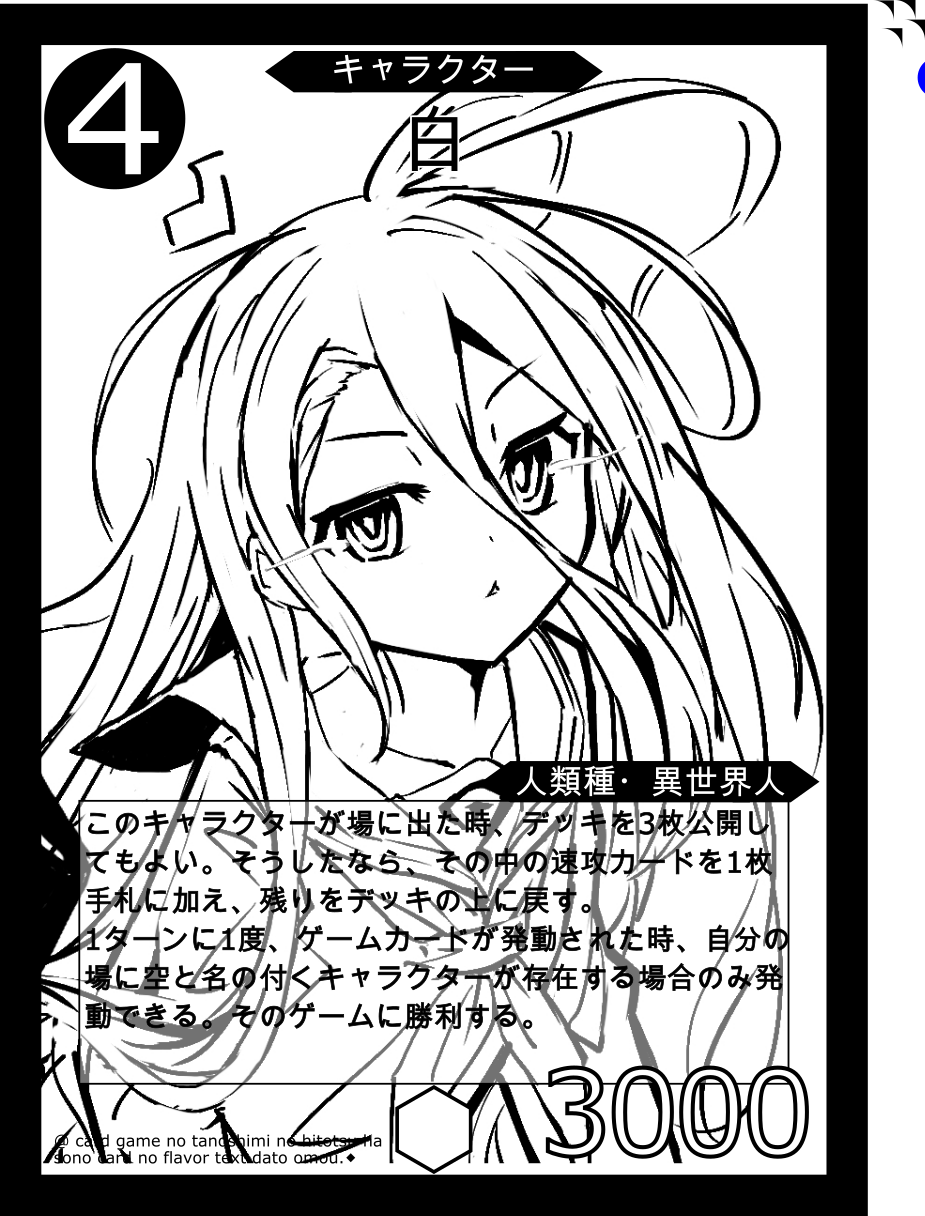 4
キャラクター
白
人類種・異世界人
このキャラクターが場に出た時、デッキを3枚公開し
てもよい。そうしたなら、その中の速攻カードを1枚
手札に加え、残りをデッキの上に戻す。
1ターンに1度、ゲームカードが発動された時、自分の
場に空と名の付くキャラクターが存在する場合のみ発
動できる。そのゲームに勝利する。
3000
© card game no tanoshimi no hitotsu ha
sono card no flavor text dato omou.◆